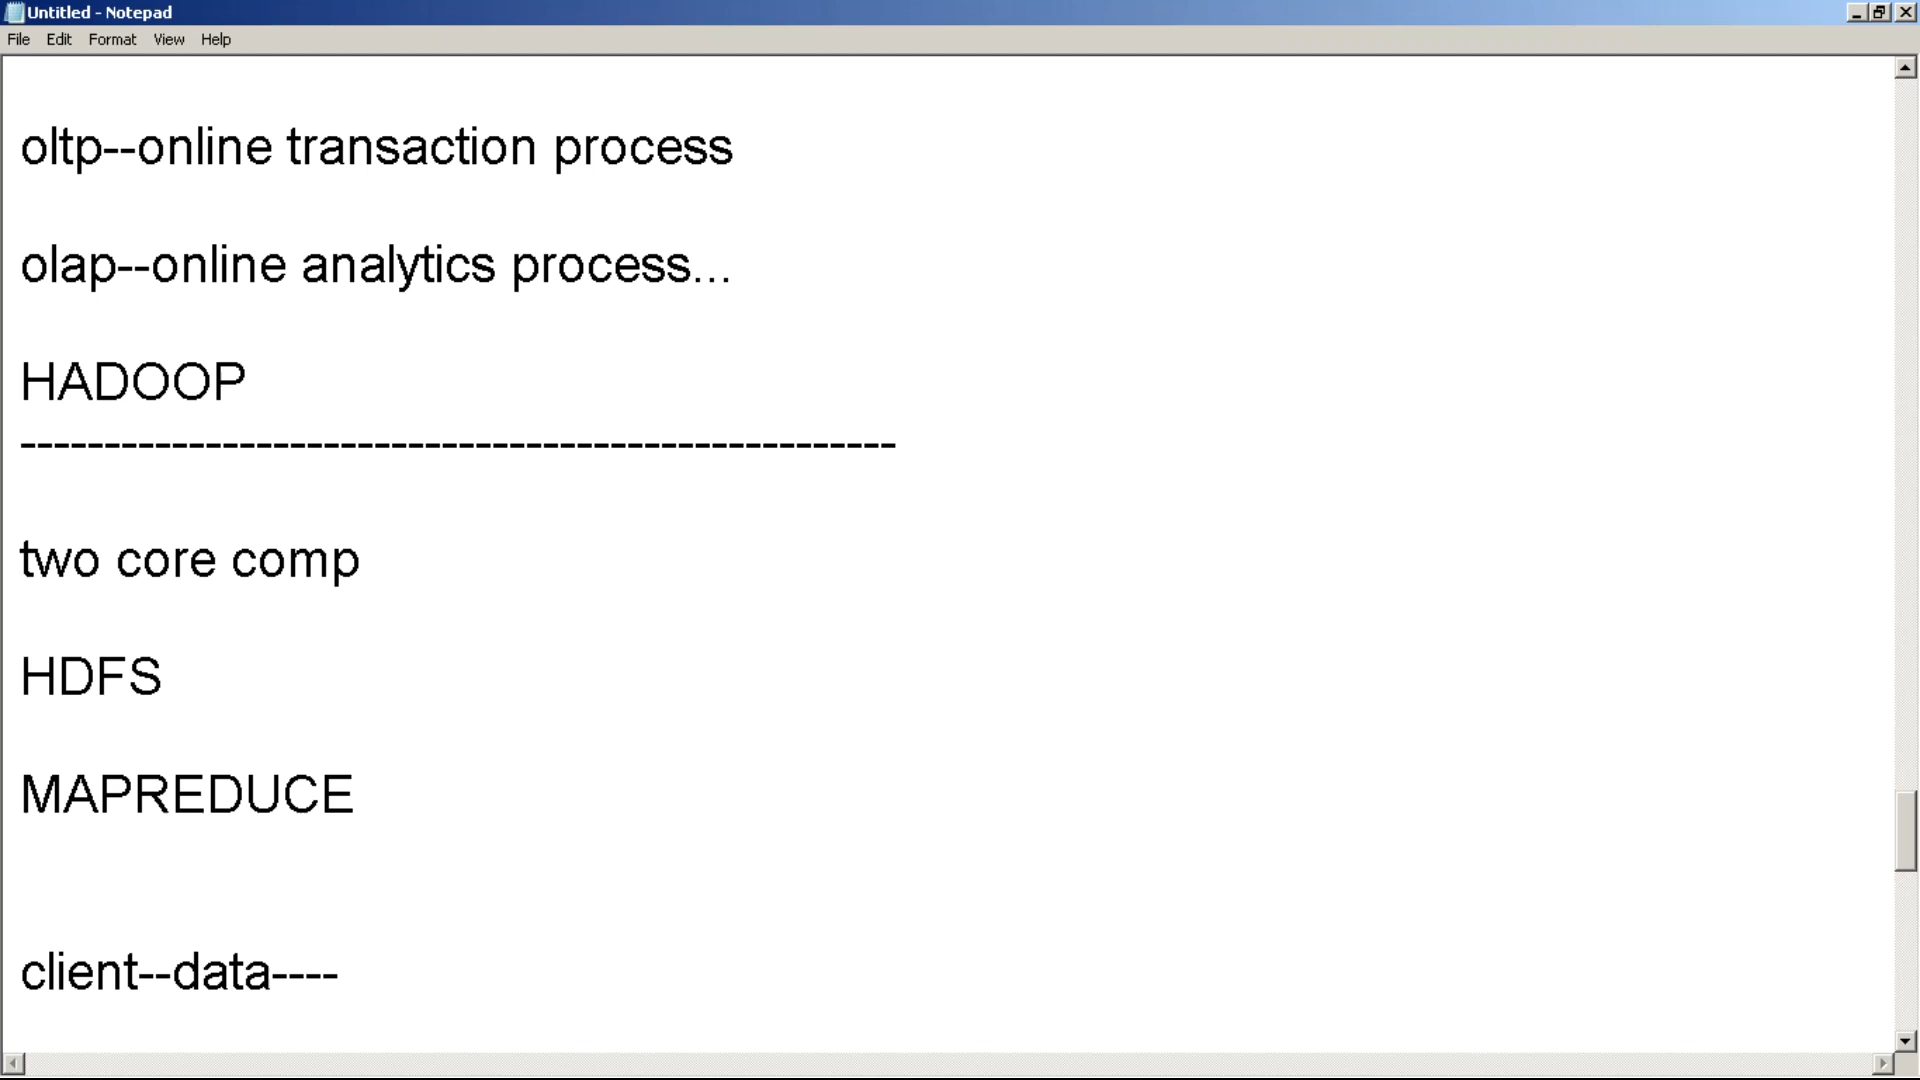 Untitled - Notepad
File Edit Format View Help
oltp--online transaction process
olap--online analytics process...
HADOOP
----------------------------------------------------
two core comp
HDFS
MAPREDUCE
client--data----